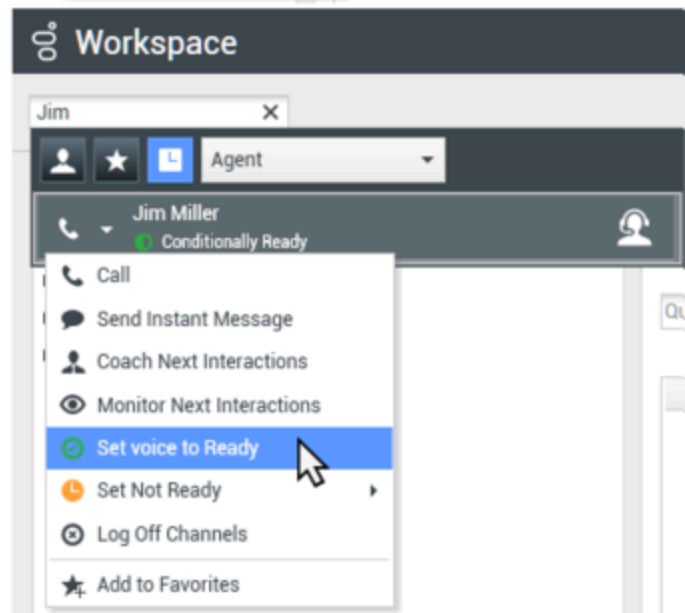 Workspace
Jim
Agent
Jim Miller
Conditionally Ready
Call
Send Instant Message
Coach Next Interactions
Monitor Next Interactions
Set voice to Ready
Set Not Ready
Log Off Channels
Add to Favorites